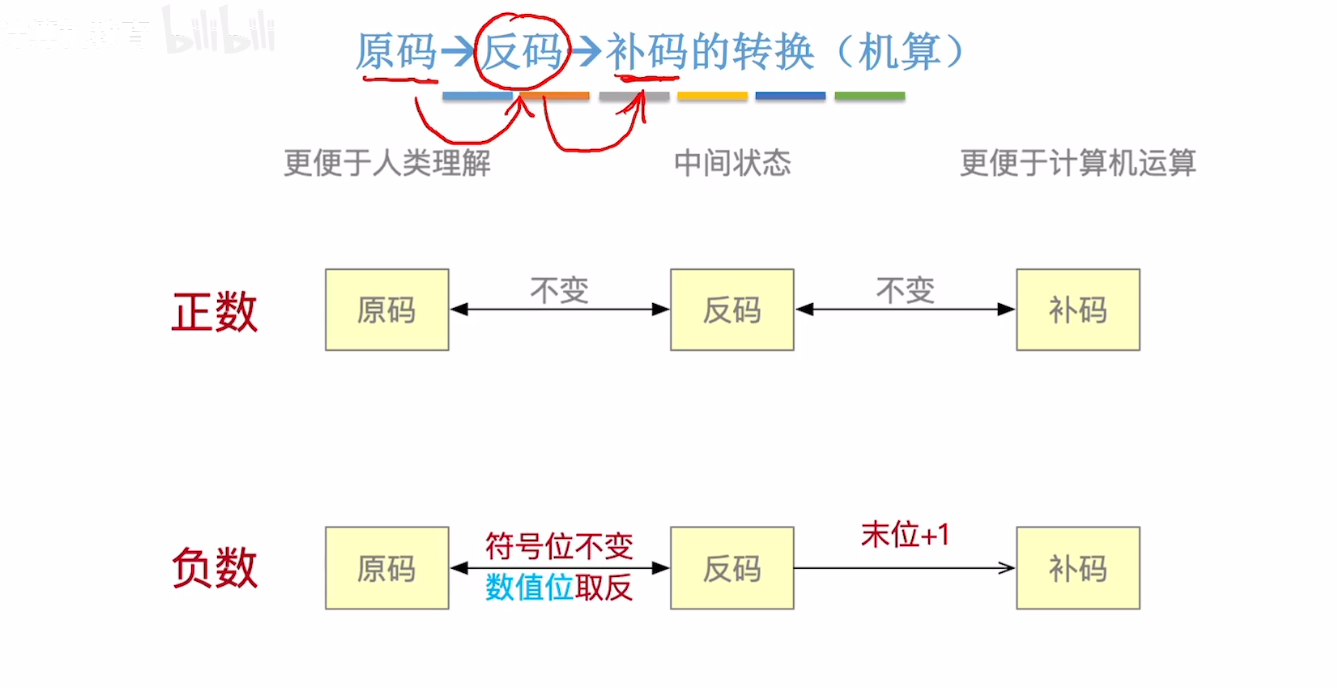 bilibili
原码→反码→补码的转换（机算）
更便于人类理解 中间状态 更便于计算机运算
正数 原码 不变 反码 不变 补码
负数 原码 符号位不变 反码 末位+1 补码
数值位取反